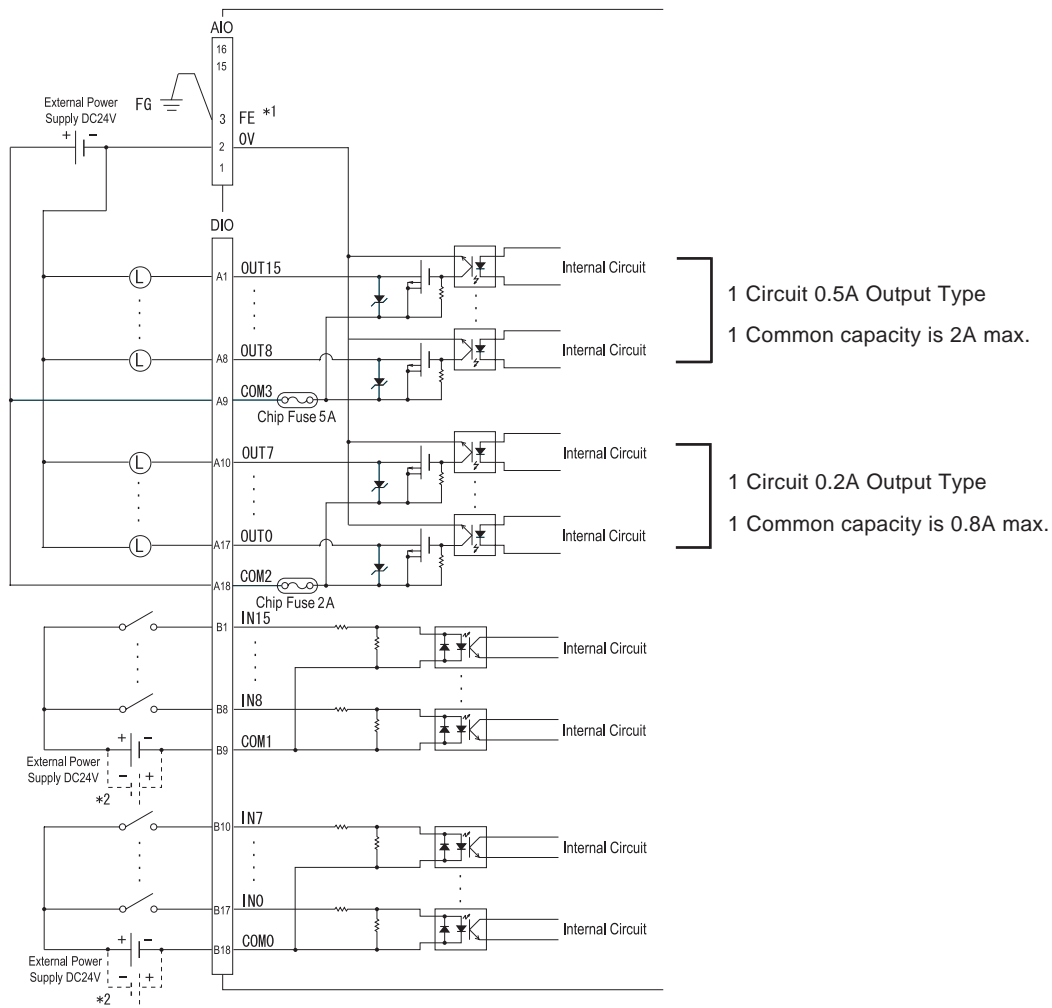 AIO
16
15
External Power
Supply DC24V
+ −
FG
3 FE *1
2 0V
1
DIO
L A1 OUT15
Internal Circuit
L A8 OUT8
Internal Circuit
A9 COM3
Chip Fuse 5A
1 Circuit 0.5A Output Type
1 Common capacity is 2A max.
L A10 OUT7
Internal Circuit
L A17 OUT0
Internal Circuit
A18 COM2
Chip Fuse 2A
1 Circuit 0.2A Output Type
1 Common capacity is 0.8A max.
B1 IN15
Internal Circuit
B8 IN8
Internal Circuit
+ −
B9 COM1
External Power
Supply DC24V
− +
*2
B10 IN7
Internal Circuit
B17 IN0
Internal Circuit
+ −
B18 COM0
External Power
Supply DC24V
− +
*2